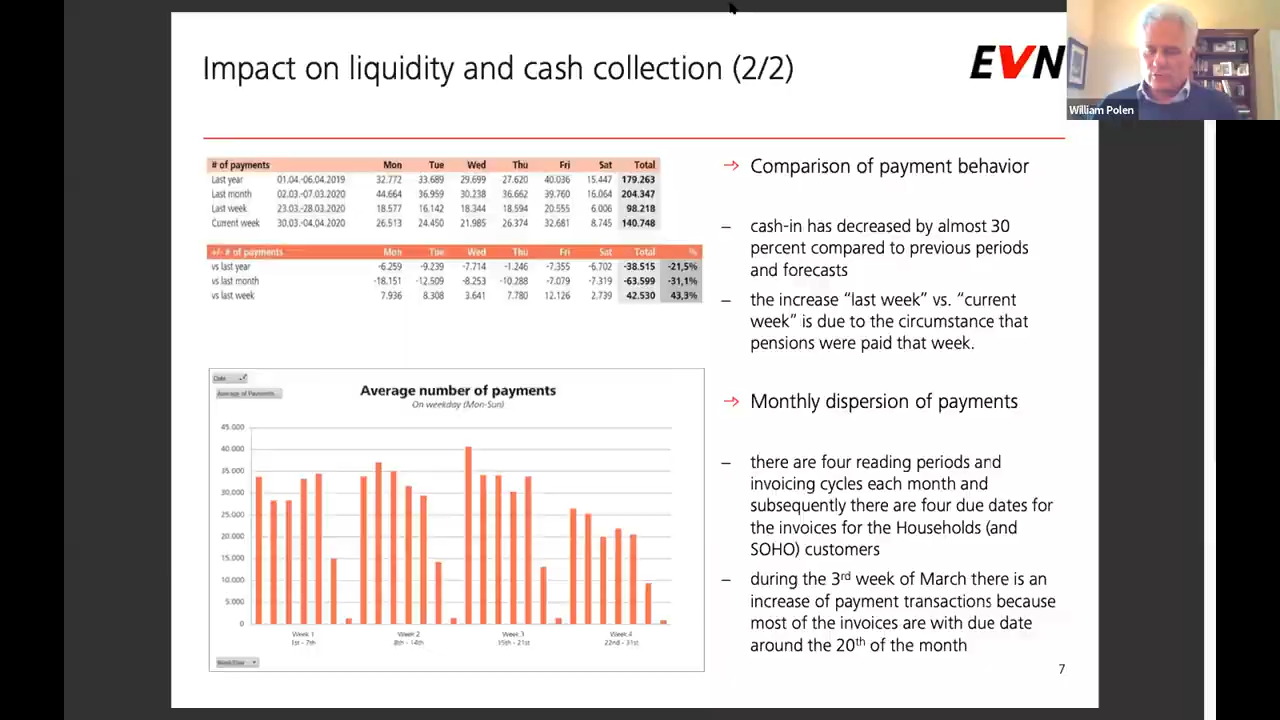 Impact on liquidity and cash collection (2/2)
EVN
William Polen
# of payments Mon Tue Wed Thu Fri Sat Total
Last year 01.04.-06.04.2019 32.772 33.689 29.699 27.620 40.036 15.447 179.263
Last month 02.03.-07.03.2020 44.664 36.959 30.238 36.662 39.760 16.064 204.347
Last week 23.03.-28.03.2020 18.577 16.142 18.344 18.594 20.555 6.006 98.218
Current week 30.03.-04.04.2020 26.513 24.450 21.985 26.374 32.681 8.745 140.748
+/- # of payments Mon Tue Wed Thu Fri Sat Total %
vs last year -6.259 -9.239 -7.714 -1.246 -7.355 -6.702 -38.515 -21,5%
vs last month -18.151 -12.509 -8.253 -10.288 -7.079 -7.319 -63.599 -31,1%
vs last week 7.936 8.308 3.641 7.780 12.126 2.739 42.530 43,3%
Date
Average of Payments
Average number of payments
On weekday (Mon-Sun)
45.000
40.000
35.000
30.000
25.000
20.000
15.000
10.000
5.000
0
Week 1 Week 2 Week 3 Week 4
1st - 7th 8th - 14th 15th - 21st 22nd - 31st
→ Comparison of payment behavior
– cash-in has decreased by almost 30
percent compared to previous periods
and forecasts
– the increase “last week” vs. “current
week” is due to the circumstance that
pensions were paid that week.
→ Monthly dispersion of payments
– there are four reading periods and
invoicing cycles each month and
subsequently there are four due dates for
the invoices for the Households (and
SOHO) customers
– during the 3rd week of March there is an
increase of payment transactions because
most of the invoices are with due date
around the 20th of the month
7